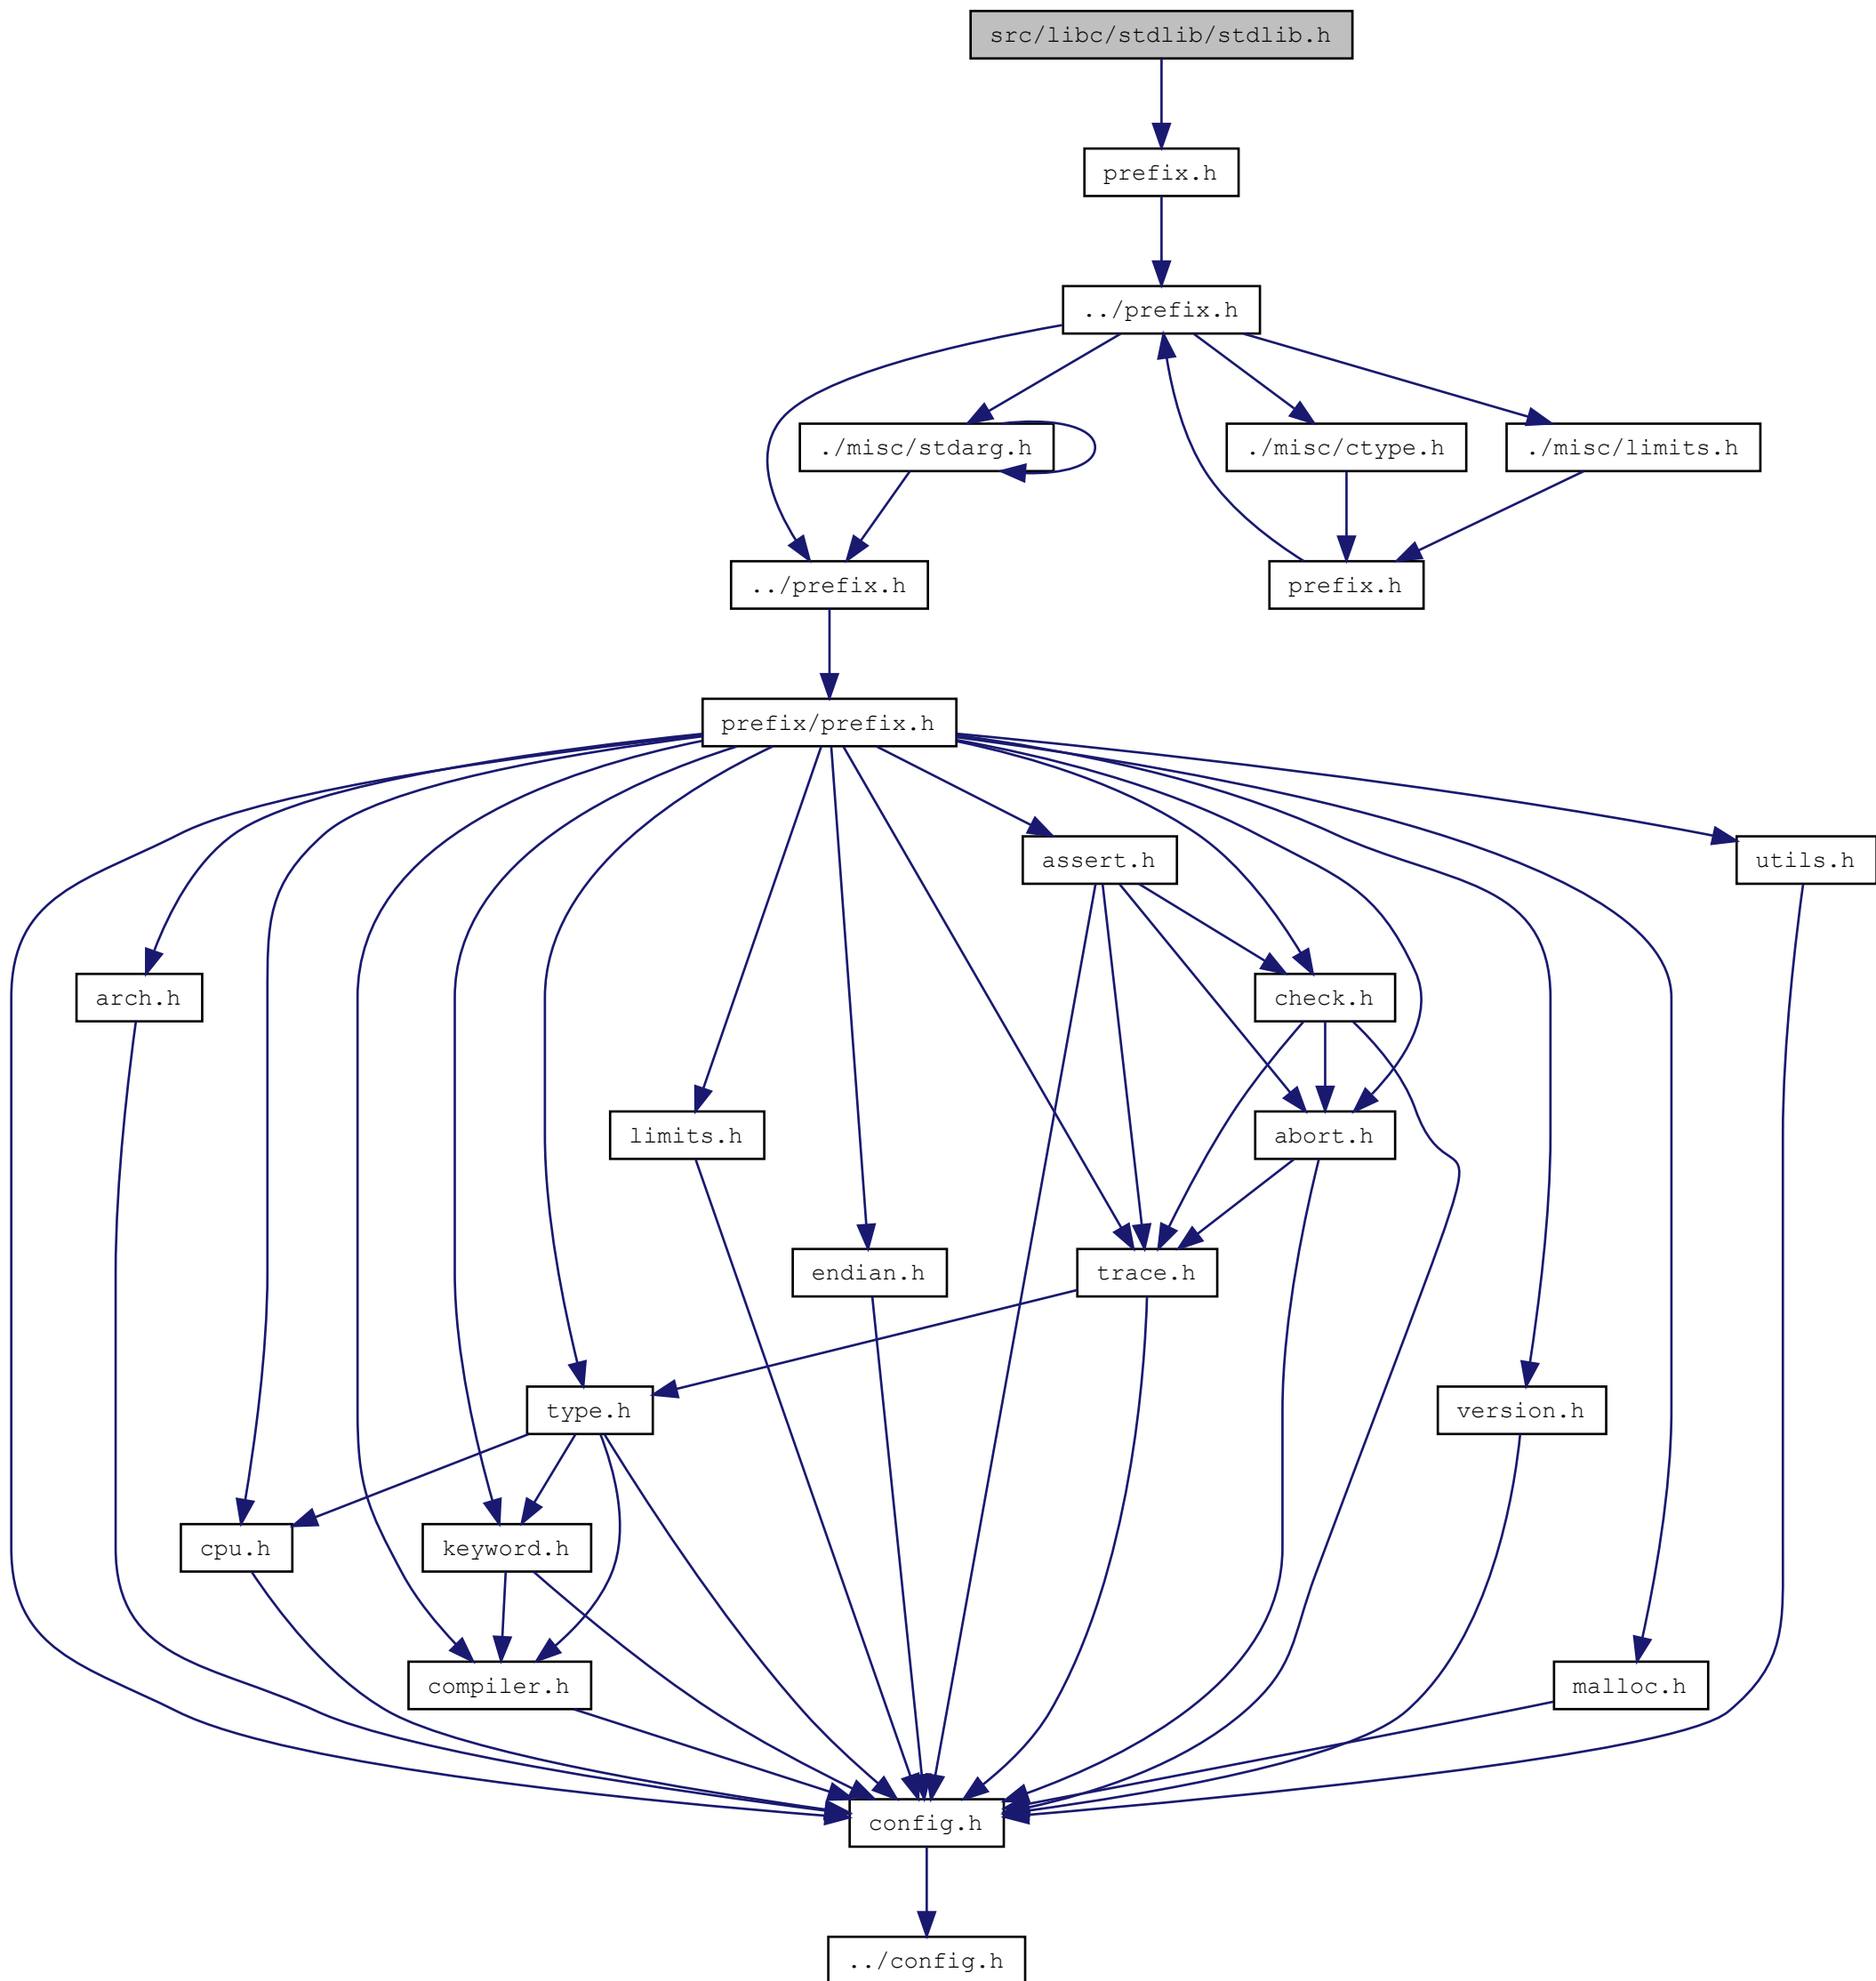 src/libc/stdlib/stdlib.h
prefix.h
../prefix.h
./misc/stdarg.h
./misc/ctype.h
./misc/limits.h
../prefix.h
prefix.h
prefix/prefix.h
assert.h
utils.h
arch.h
check.h
limits.h
abort.h
endian.h
trace.h
type.h
version.h
cpu.h
keyword.h
compiler.h
malloc.h
config.h
../config.h